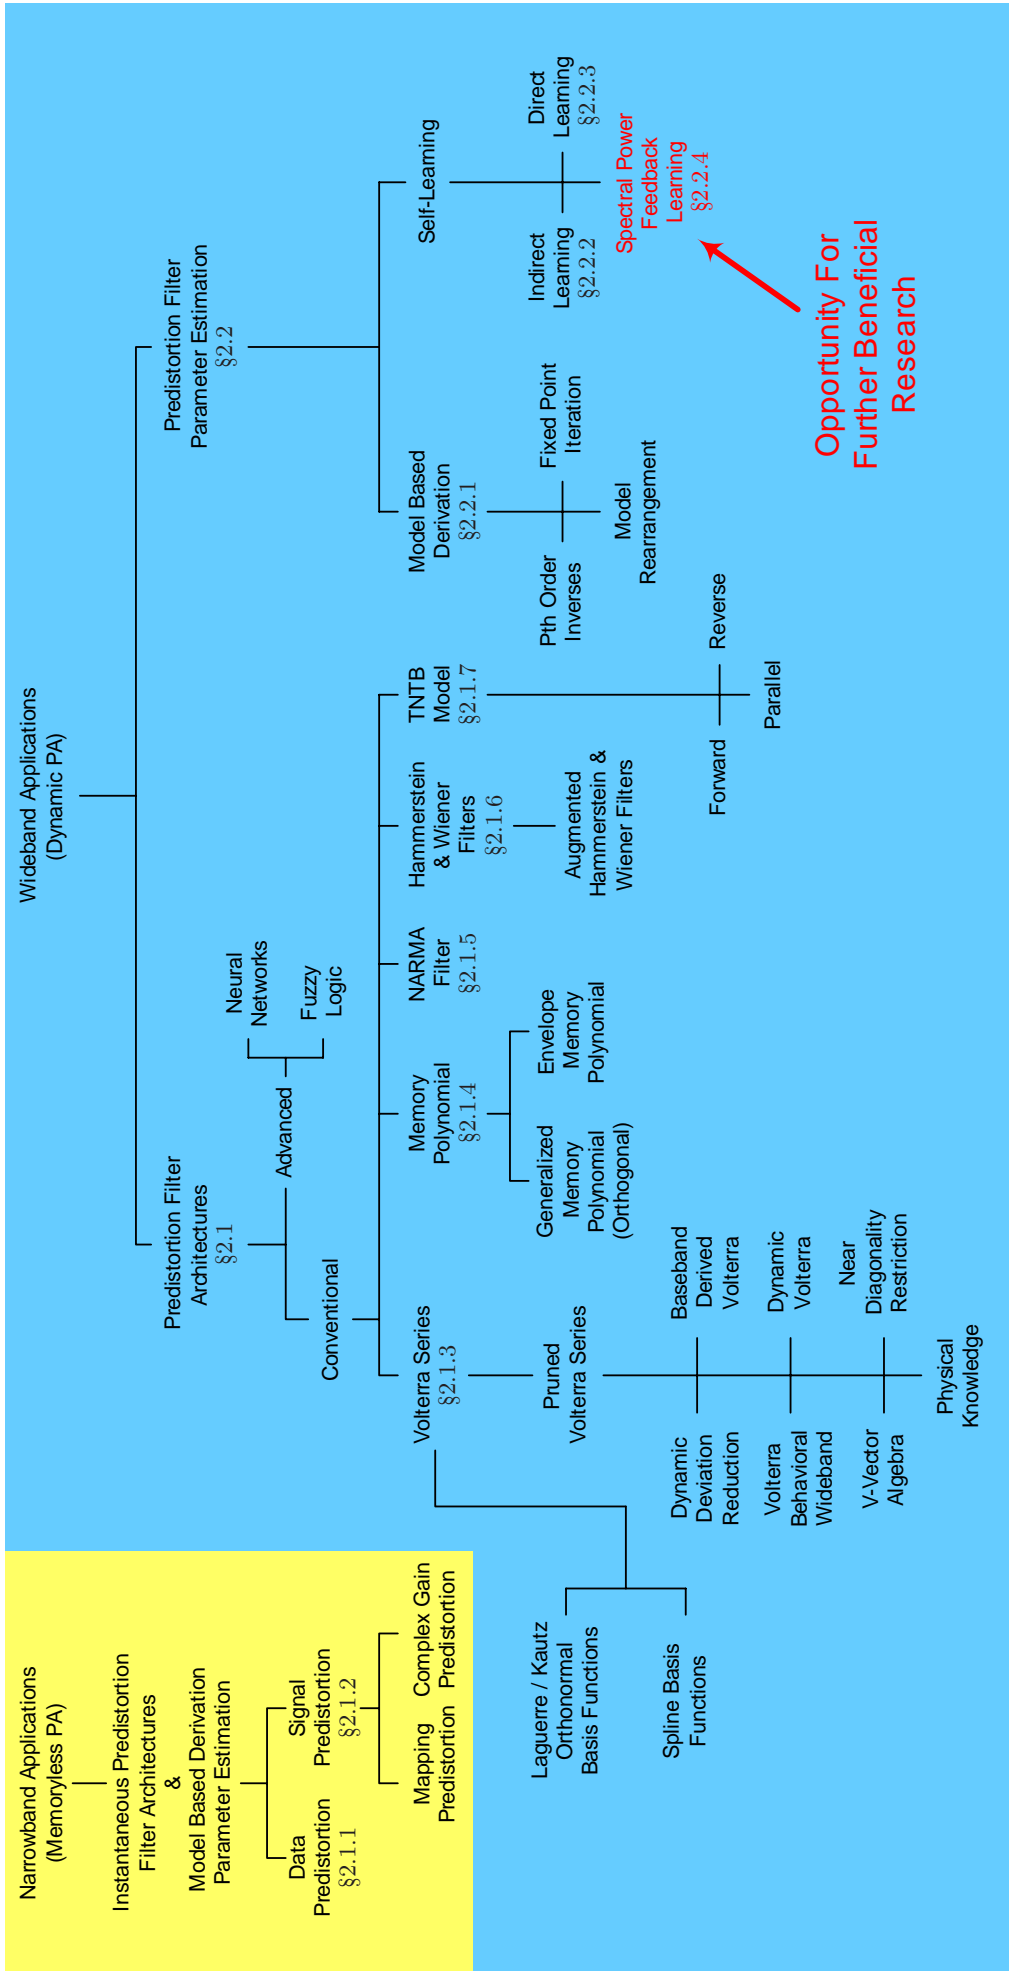 Narrowband Applications
(Memoryless PA)
Instantaneous Predistortion
Filter Architectures
&
Model Based Derivation
Parameter Estimation
Data
Predistortion
§2.1.1
Signal
Predistortion
§2.1.2
Mapping
Predistortion
Complex Gain
Predistortion
Wideband Applications
(Dynamic PA)
Predistortion Filter
Architectures
§2.1
Conventional
Advanced
Neural
Networks
Fuzzy
Logic
Volterra Series
§2.1.3
Laguerre / Kautz
Orthonormal
Basis Functions
Spline Basis
Functions
Pruned
Volterra Series
Dynamic
Deviation
Reduction
Baseband
Derived
Volterra
Volterra
Behavioral
Wideband
Dynamic
Volterra
V-Vector
Algebra
Near
Diagonality
Restriction
Physical
Knowledge
Memory
Polynomial
§2.1.4
Generalized
Memory
Polynomial
(Orthogonal)
Envelope
Memory
Polynomial
NARMA
Filter
§2.1.5
Hammerstein
& Wiener
Filters
§2.1.6
Augmented
Hammerstein &
Wiener Filters
TNTB
Model
§2.1.7
Forward
Reverse
Parallel
Predistortion Filter
Parameter Estimation
§2.2
Model Based
Derivation
§2.2.1
Pth Order
Inverses
Fixed Point
Iteration
Model
Rearrangement
Self-Learning
Indirect
Learning
§2.2.2
Direct
Learning
§2.2.3
Spectral Power
Feedback
Learning
§2.2.4
Opportunity For
Further Beneficial
Research